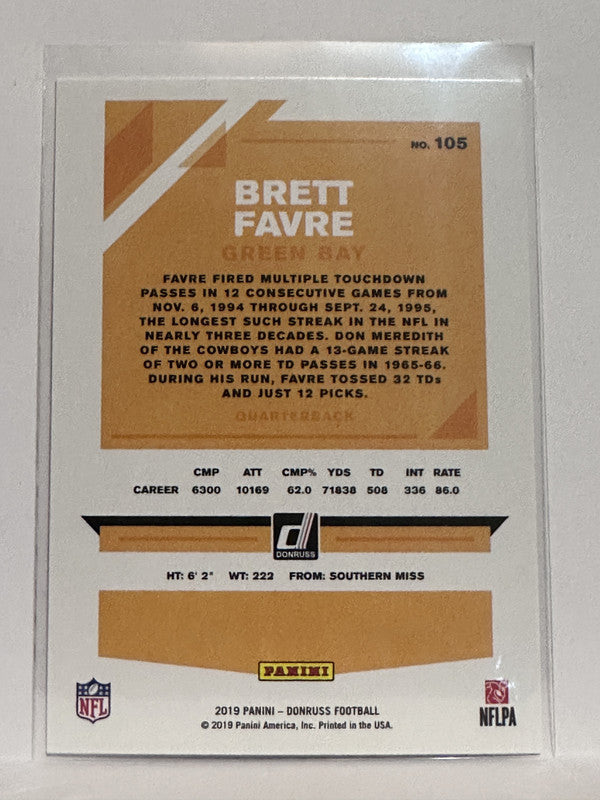 NO. 105
BRETT
FAVRE
GREEN BAY
FAVRE FIRED MULTIPLE TOUCHDOWN
PASSES IN 12 CONSECUTIVE GAMES FROM
NOV. 6, 1994 THROUGH SEPT. 24, 1995,
THE LONGEST SUCH STREAK IN THE NFL IN
NEARLY THREE DECADES. DON MEREDITH
OF THE COWBOYS HAD A 13-GAME STREAK
OF TWO OR MORE TD PASSES IN 1965-66.
DURING HIS RUN, FAVRE TOSSED 32 TDs
AND JUST 12 PICKS.
QUARTERBACK
CMP ATT CMP% YDS TD INT RATE
CAREER 6300 10169 62.0 71838 508 336 86.0
d
DONRUSS
HT: 6' 2" WT: 222 FROM: SOUTHERN MISS
PANINI
NFL
NFLPA
2019 PANINI – DONRUSS FOOTBALL
© 2019 Panini America, Inc. Printed in the USA.